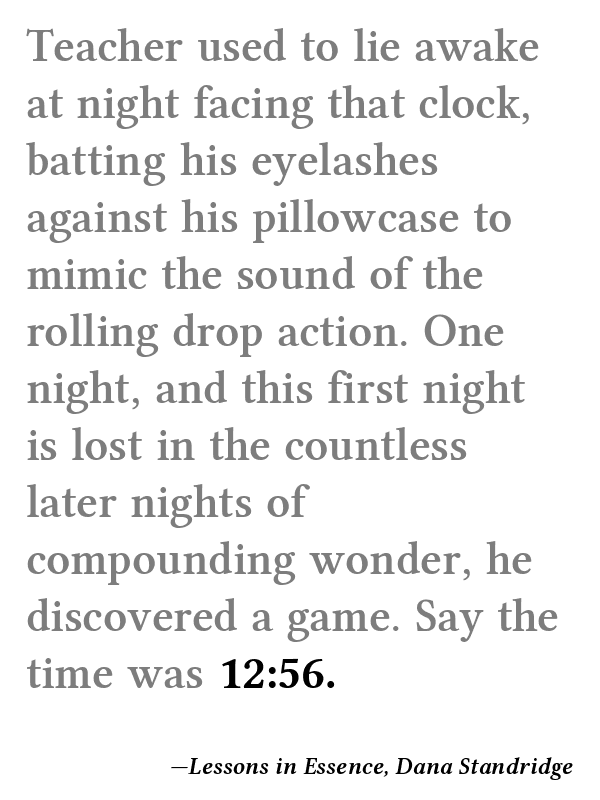 Teacher used to lie awake
at night facing that clock,
batting his eyelashes
against his pillowcase to
mimic the sound of the
rolling drop action. One
night, and this first night
is lost in the countless
later nights of
compounding wonder, he
discovered a game. Say the
time was 12:56.
—Lessons in Essence, Dana Standridge